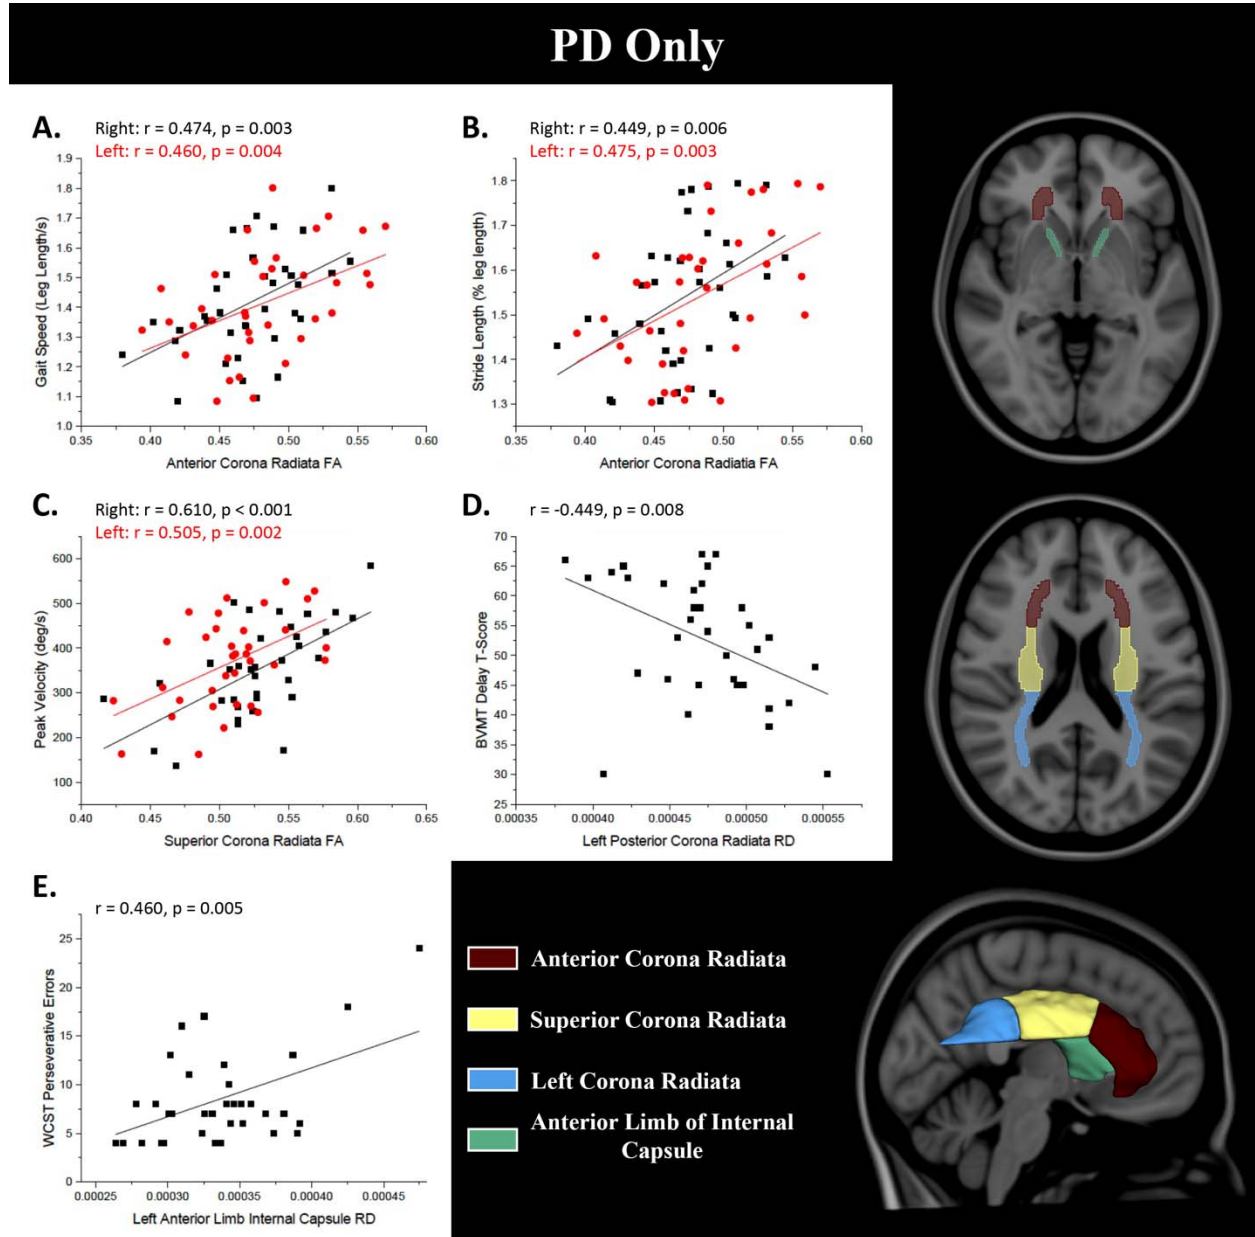 PD Only
A.
Right: r = 0.474, p = 0.003
Left: r = 0.460, p = 0.004
Gait Speed (Leg Length/s)
1.9
1.8
1.7
1.6
1.5
1.4
1.3
1.2
1.1
1.0
0.35 0.40 0.45 0.50 0.55 0.60
Anterior Corona Radiata FA
B.
Right: r = 0.449, p = 0.006
Left: r = 0.475, p = 0.003
Stride Length (% leg length)
1.8
1.7
1.6
1.5
1.4
1.3
0.35 0.40 0.45 0.50 0.55 0.60
Anterior Corona Radiatia FA
C.
Right: r = 0.610, p < 0.001
Left: r = 0.505, p = 0.002
Peak Velocity (deg/s)
600
500
400
300
200
100
0.40 0.45 0.50 0.55 0.60 0.65
Superior Corona Radiata FA
D.
r = -0.449, p = 0.008
BVMT Delay T-Score
70
65
60
55
50
45
40
35
30
25
0.00035 0.00040 0.00045 0.00050 0.00055
Left Posterior Corona Radiata RD
E.
r = 0.460, p = 0.005
WCST Perseverative Errors
25
20
15
10
5
0
0.00025 0.00030 0.00035 0.00040 0.00045
Left Anterior Limb Internal Capsule RD
Anterior Corona Radiata
Superior Corona Radiata
Left Corona Radiata
Anterior Limb of Internal
Capsule